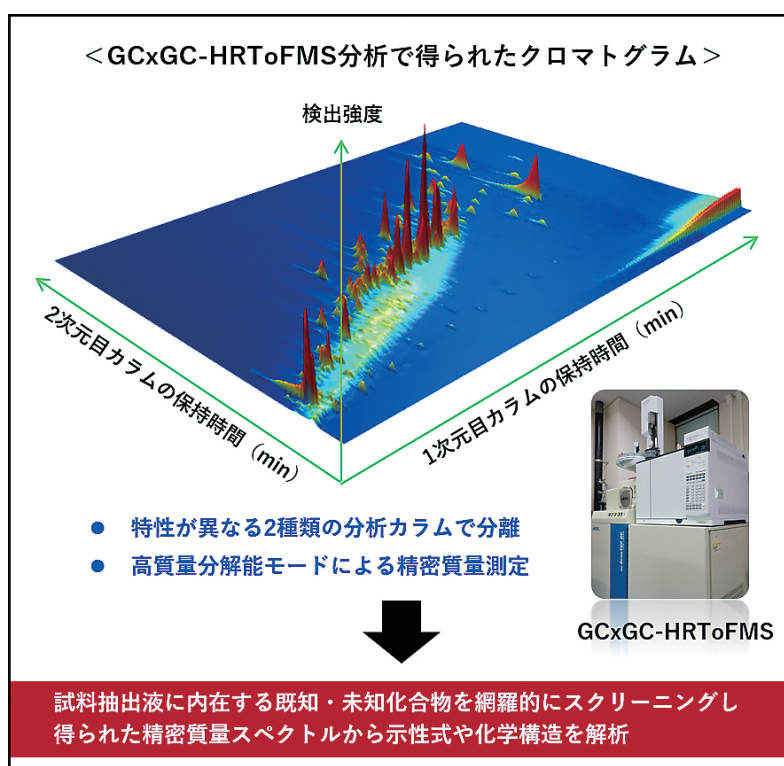 ＜GCxGC-HRToFMS分析で得られたクロマトグラム＞
検出強度
2次元目カラムの保持時間（min）
1次元目カラムの保持時間（min）
● 特性が異なる2種類の分析カラムで分離
● 高質量分解能モードによる精密質量測定
GCxGC-HRToFMS
試料抽出液に内在する既知・未知化合物を網羅的にスクリーニングし
得られた精密質量スペクトルから示性式や化学構造を解析